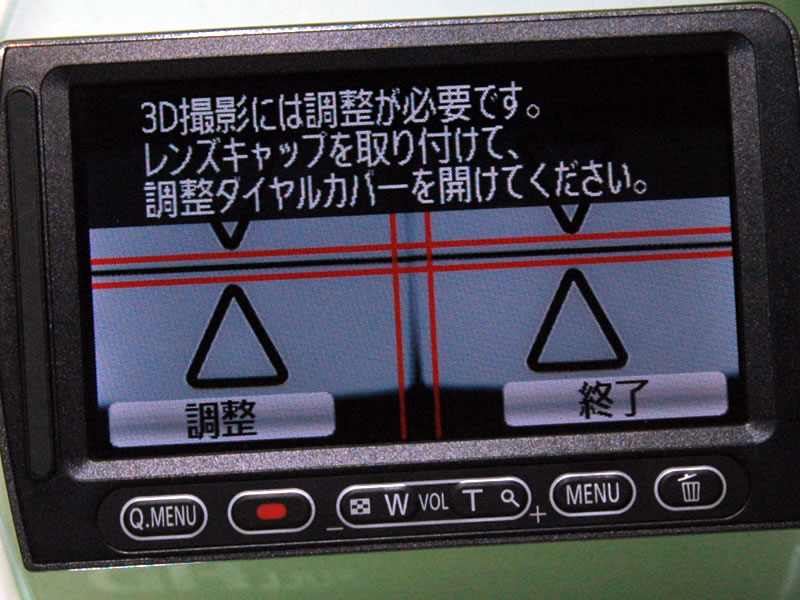 3D撮影には調整が必要です。
レンズキャップを取り付けて、
調整ダイヤルカバーを開けてください。
調整
終了
Q.MENU
W VOL T
− +
MENU